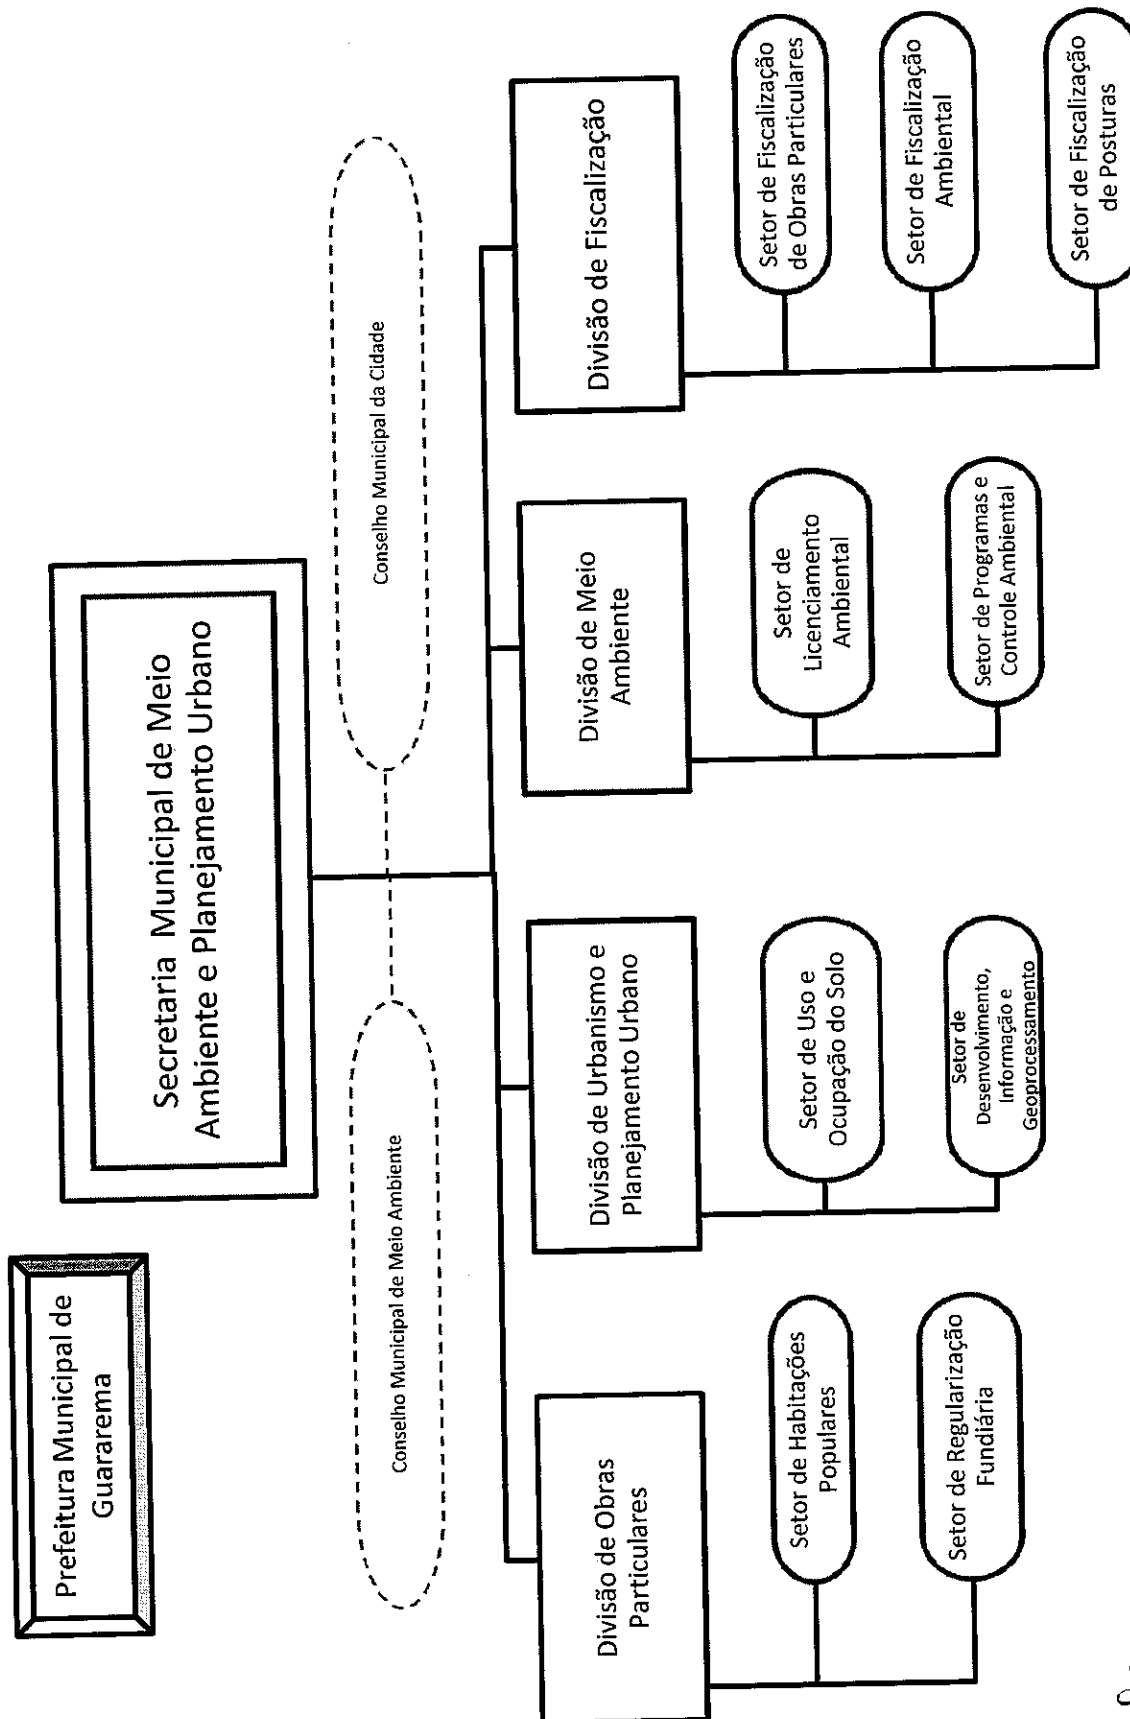 Prefeitura Municipal de
Guararema
Secretaria Municipal de Meio
Ambiente e Planejamento Urbano
Conselho Municipal de Meio Ambiente
Conselho Municipal da Cidade
Divisão de Obras
Particulares
Setor de Habitações
Populares
Setor de Regularização
Fundiária
Divisão de Urbanismo e
Planejamento Urbano
Setor de Uso e
Ocupação do Solo
Setor de
Desenvolvimento,
Informação e
Geoprocessamento
Divisão de Meio
Ambiente
Setor de
Licenciamento
Ambiental
Setor de Programas e
Controle Ambiental
Divisão de Fiscalização
Setor de Fiscalização
de Obras Particulares
Setor de Fiscalização
Ambiental
Setor de Fiscalização
de Posturas